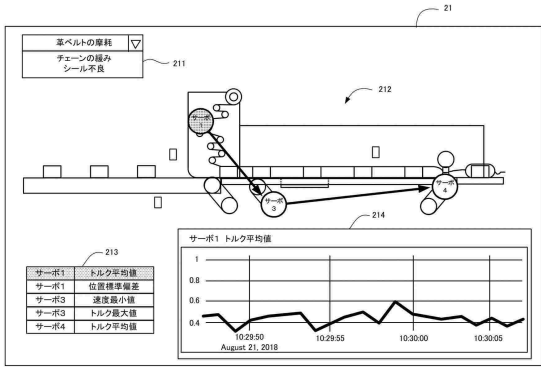 21
革ベルトの摩耗
チェーンの緩み
シール不良
211
212
サーボ
1
サーボ
3
サーボ
4
213
サーボ1 トルク平均値
サーボ1 位置標準偏差
サーボ3 速度最小値
サーボ3 トルク最大値
サーボ4 トルク平均値
214
サーボ1 トルク平均値
1
0.8
0.6
0.4
10:29:50
10:29:55
10:30:00
10:30:05
August 21, 2018